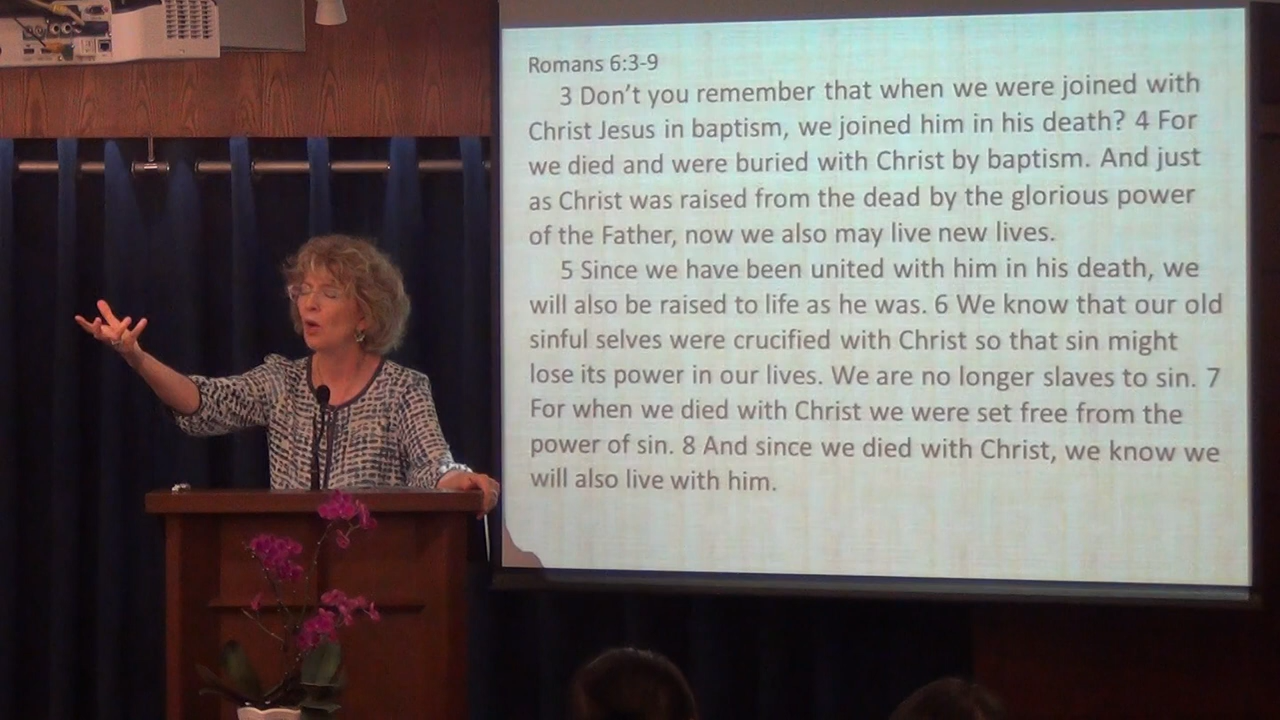 Romans 6:3-9
3 Don't you remember that when we were joined with
Christ Jesus in baptism, we joined him in his death? 4 For
we died and were buried with Christ by baptism. And just
as Christ was raised from the dead by the glorious power
of the Father, now we also may live new lives.
5 Since we have been united with him in his death, we
will also be raised to life as he was. 6 We know that our old
sinful selves were crucified with Christ so that sin might
lose its power in our lives. We are no longer slaves to sin. 7
For when we died with Christ we were set free from the
power of sin. 8 And since we died with Christ, we know we
will also live with him.